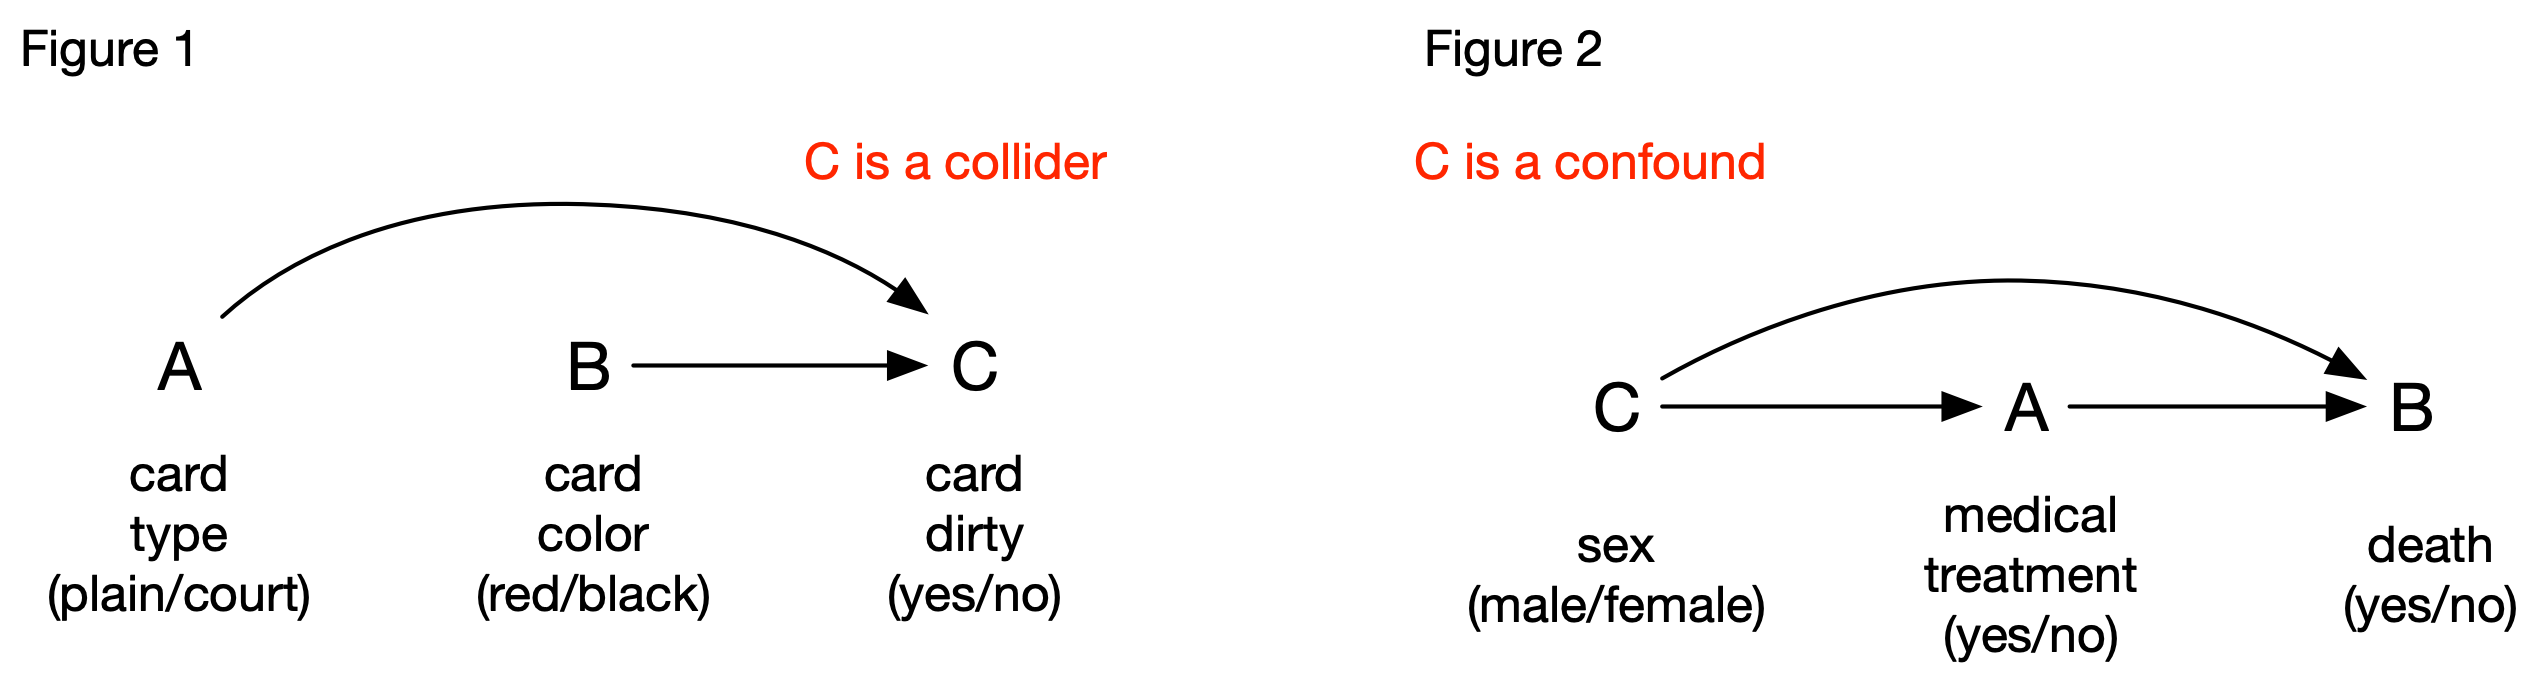 Figure 1
C is a collider
A B C
card
type
(plain/court)
card
color
(red/black)
card
dirty
(yes/no)
Figure 2
C is a confound
C A B
sex
(male/female)
medical
treatment
(yes/no)
death
(yes/no)